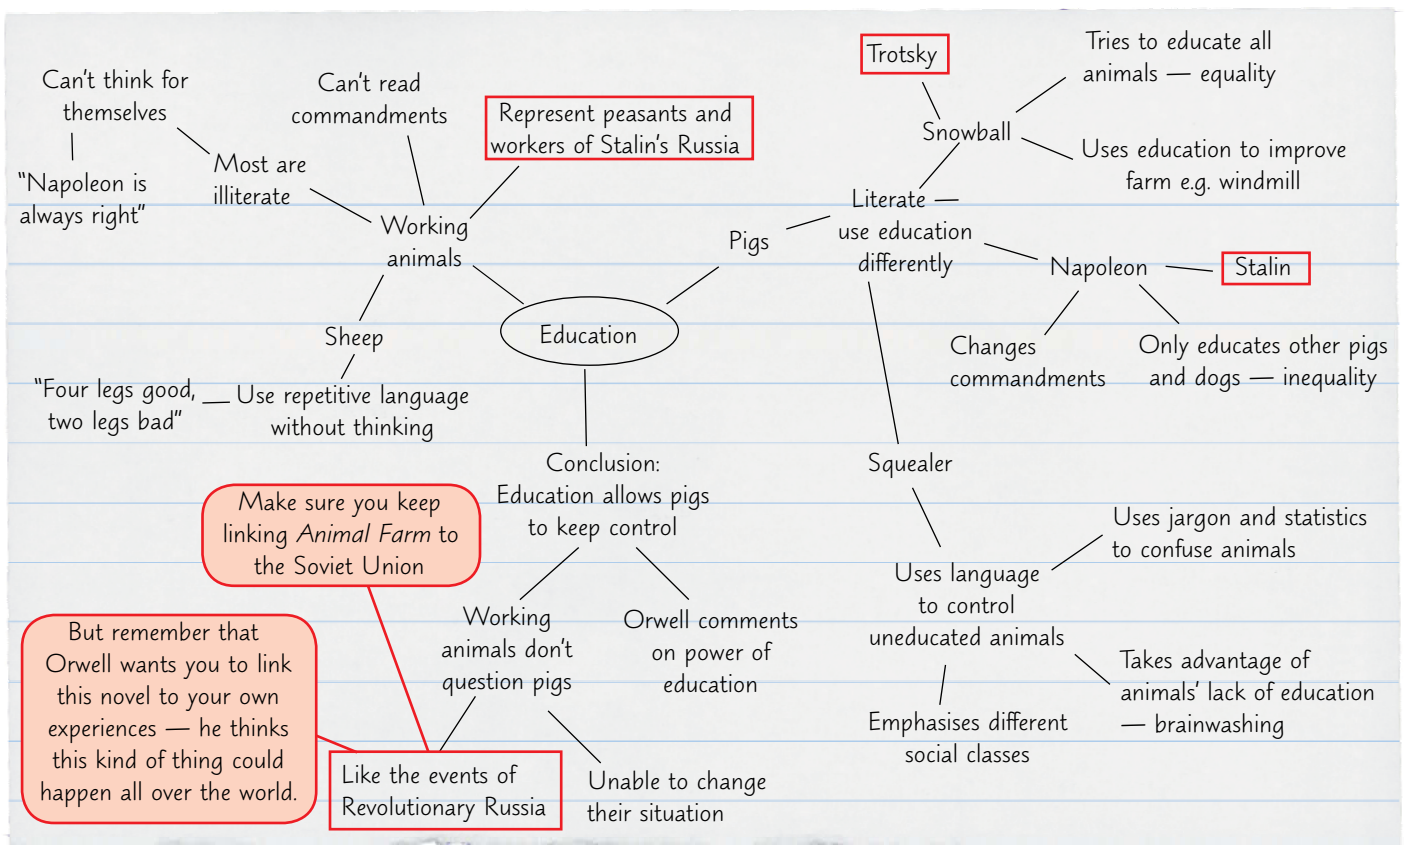 Can't think for
themselves
"Napoleon is
always right"
Most are
illiterate
Can't read
commandments
Represent peasants and
workers of Stalin's Russia
Working
animals
Sheep
Use repetitive language
without thinking
"Four legs good,
two legs bad"
Education
Pigs
Literate —
use education
differently
Trotsky
Snowball
Tries to educate all
animals — equality
Uses education to improve
farm e.g. windmill
Napoleon
Stalin
Changes
commandments
Only educates other pigs
and dogs — inequality
Squealer
Uses language
to control
uneducated animals
Uses jargon and statistics
to confuse animals
Takes advantage of
animals' lack of education
— brainwashing
Emphasises different
social classes
Conclusion:
Education allows pigs
to keep control
Working
animals don't
question pigs
Orwell comments
on power of
education
Like the events of
Revolutionary Russia
Unable to change
their situation
Make sure you keep
linking Animal Farm to
the Soviet Union
But remember that
Orwell wants you to link
this novel to your own
experiences — he thinks
this kind of thing could
happen all over the world.